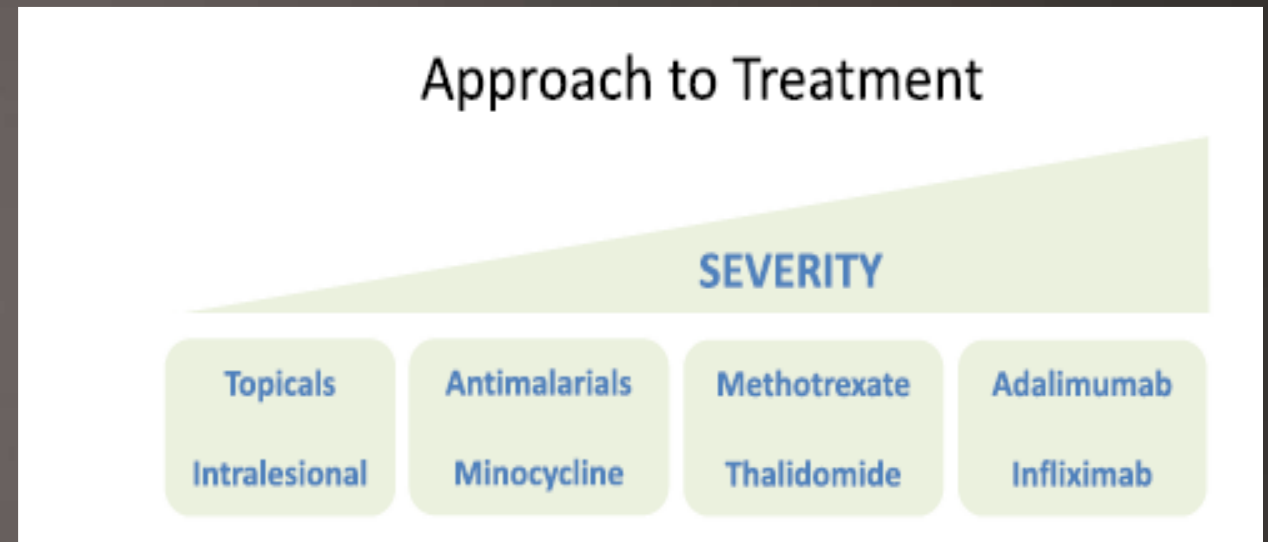 Approach to Treatment
SEVERITY
Topicals
Intralesional
Antimalarials
Minocycline
Methotrexate
Thalidomide
Adalimumab
Infliximab